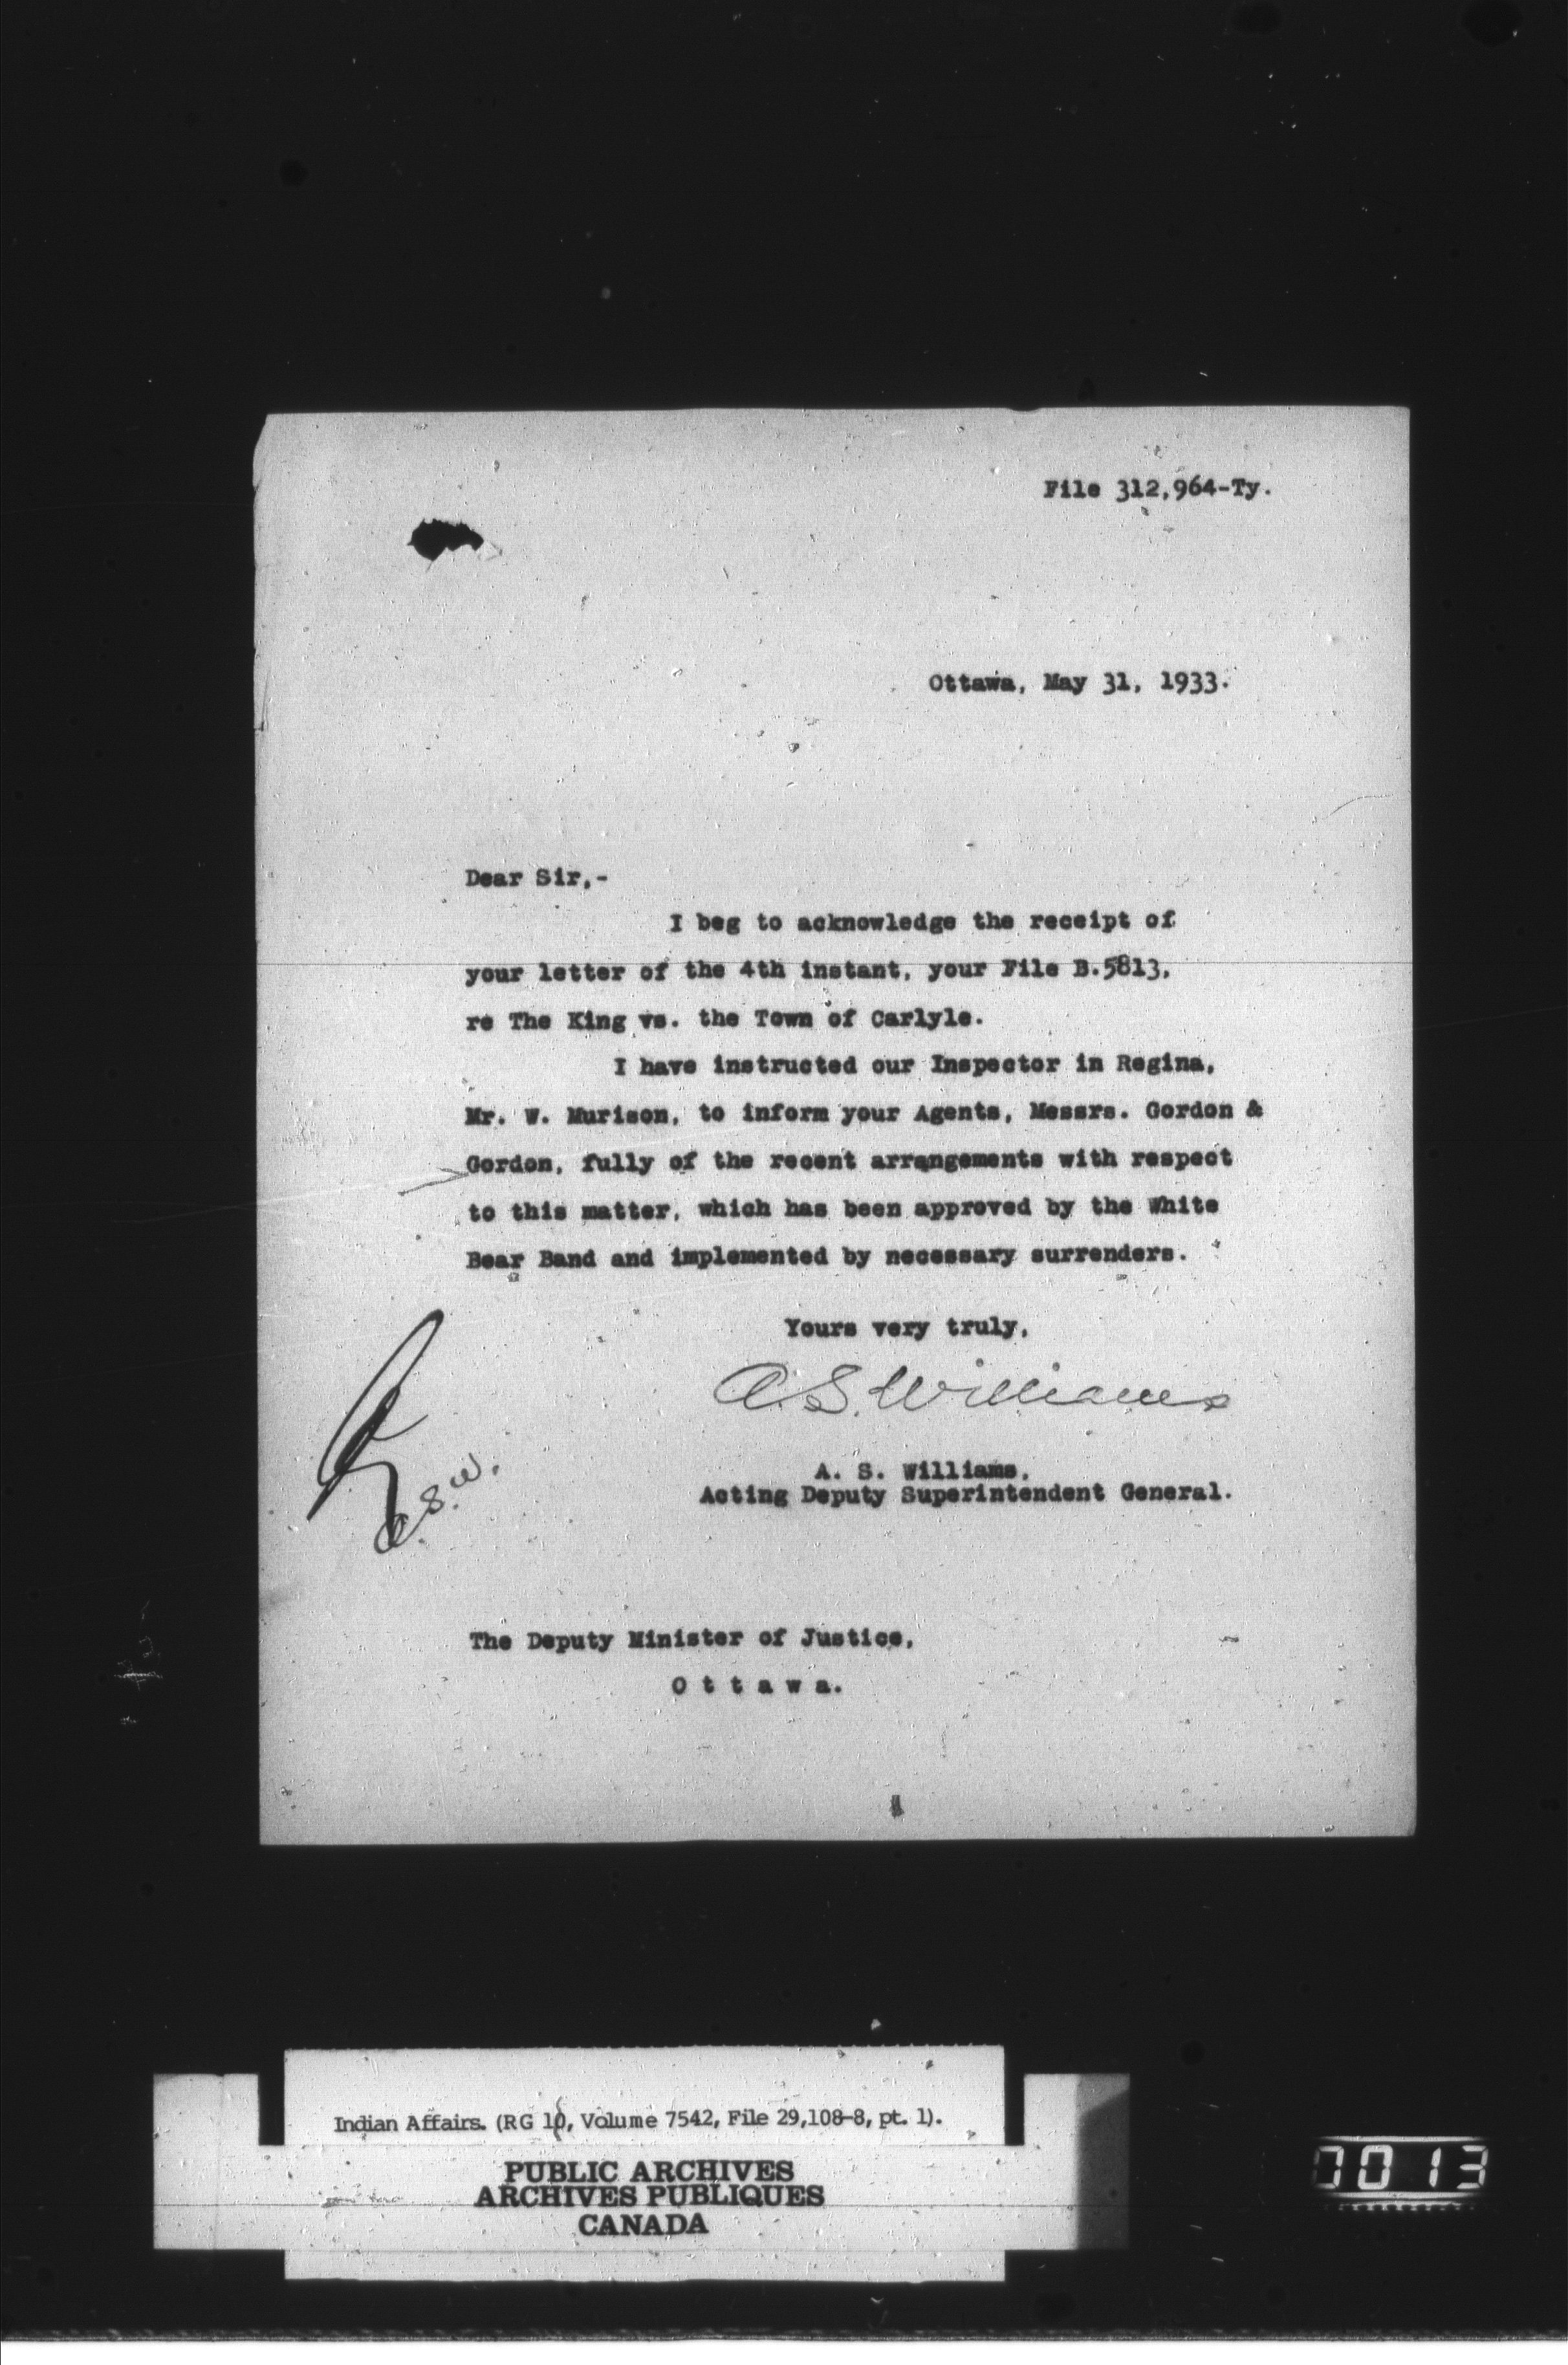 File 312,964-Ty.
Ottawa, May 31, 1933.
Dear Sir,-
I beg to acknowledge the receipt of
your letter of the 4th instant, your File B.5813,
re The King vs. the Town of Carlyle.
I have instructed our Inspector in Regina,
Mr. W. Murison, to inform your Agents, Messrs. Gordon &
Gordon, fully of the recent arrangements with respect
to this matter, which has been approved by the White
Bear Band and implemented by necessary surrenders.
Yours very truly,
A.S. Williams
A. S. Williams,
Acting Deputy Superintendent General.
A.S.W.
The Deputy Minister of Justice,
O t t a w a.
Indian Affairs. (RG 10, Volume 7542, File 29,108-8, pt. 1).
PUBLIC ARCHIVES
ARCHIVES PUBLIQUES
CANADA
0013